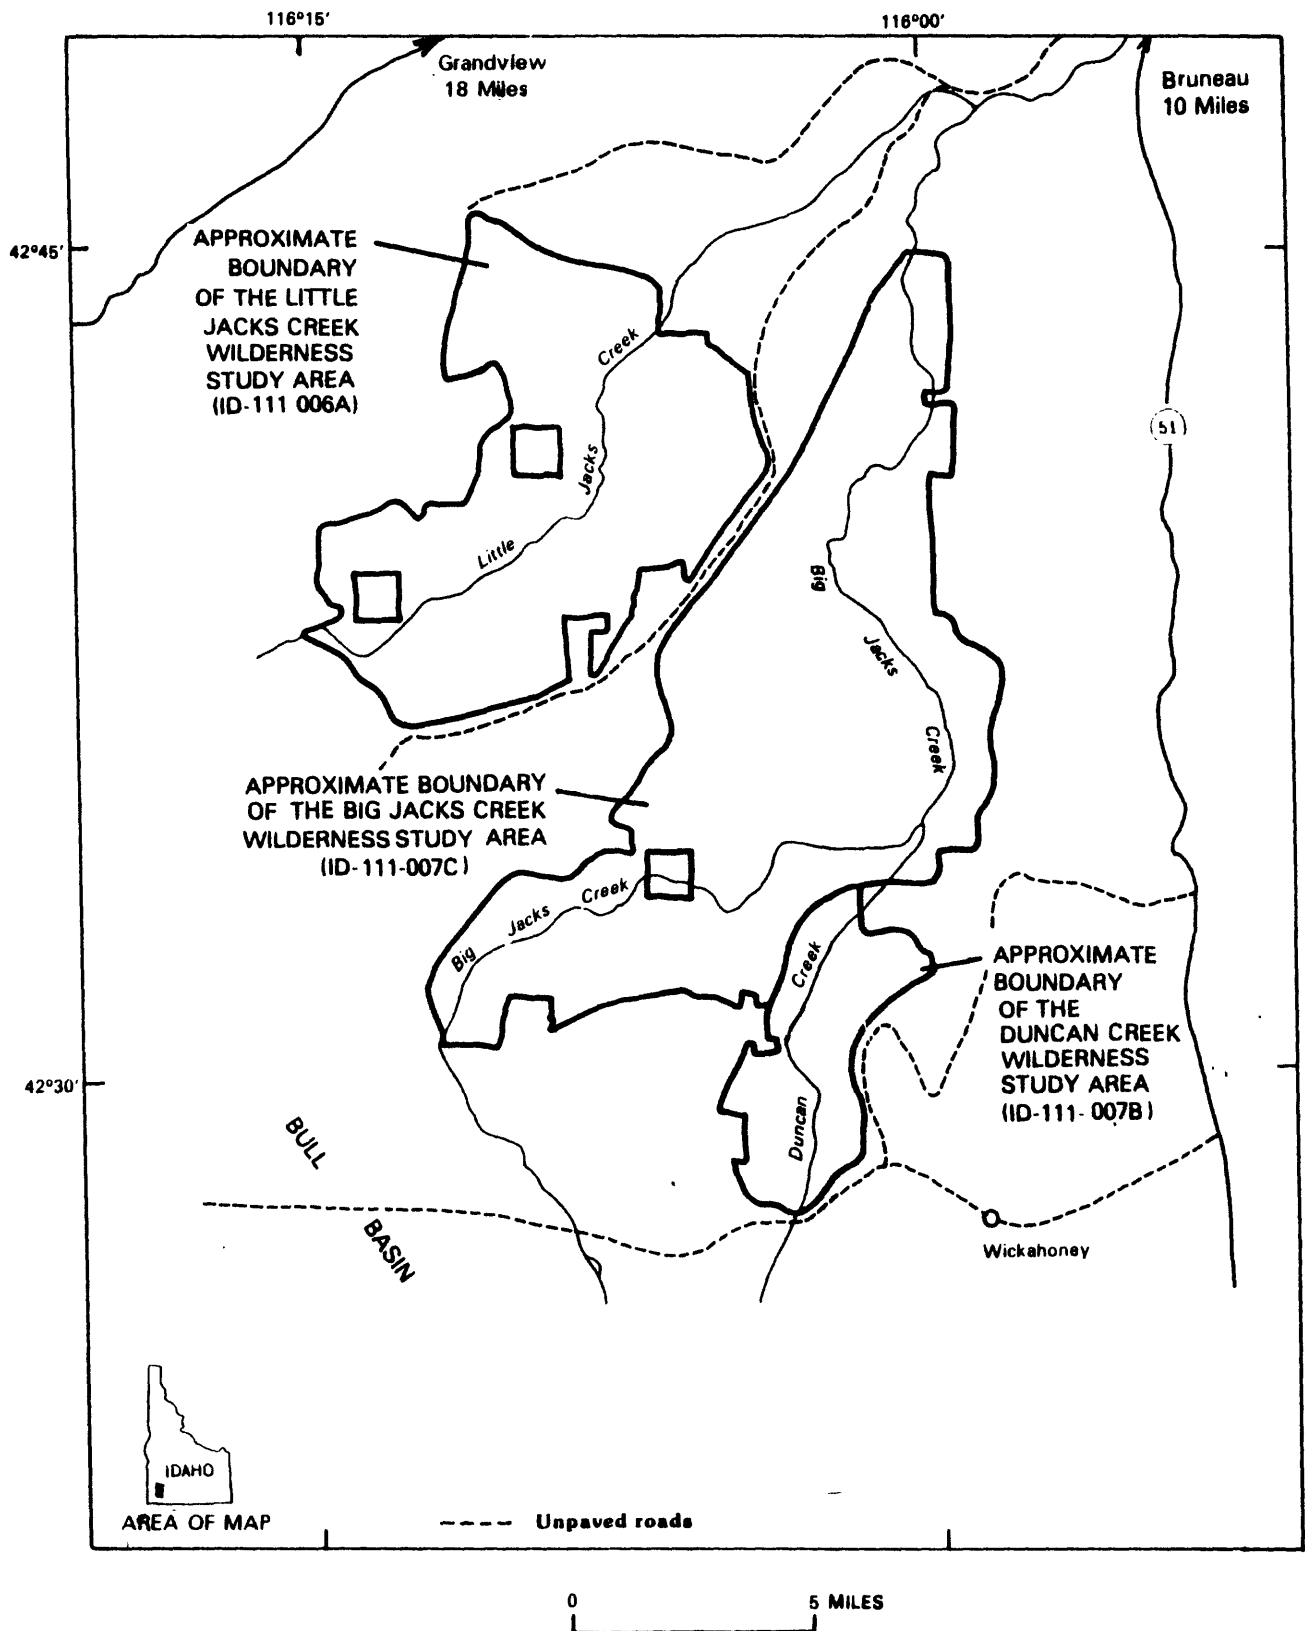 116°15'
116°00'
Grandview
18 Miles
Bruneau
10 Miles
42°45'
APPROXIMATE
BOUNDARY
OF THE LITTLE
JACKS CREEK
WILDERNESS
STUDY AREA
(ID-111 006A)
Creek
Jacks
Little
51
Big
Jacks
Creek
APPROXIMATE BOUNDARY
OF THE BIG JACKS CREEK
WILDERNESS STUDY AREA
(ID-111-007C)
Big
Jacks
Creek
Creek
Duncan
APPROXIMATE
BOUNDARY
OF THE
DUNCAN CREEK
WILDERNESS
STUDY AREA
(ID-111-007B)
42°30'
BULL
BASIN
Wickahoney
IDAHO
AREA OF MAP
Unpaved roads
0
5 MILES